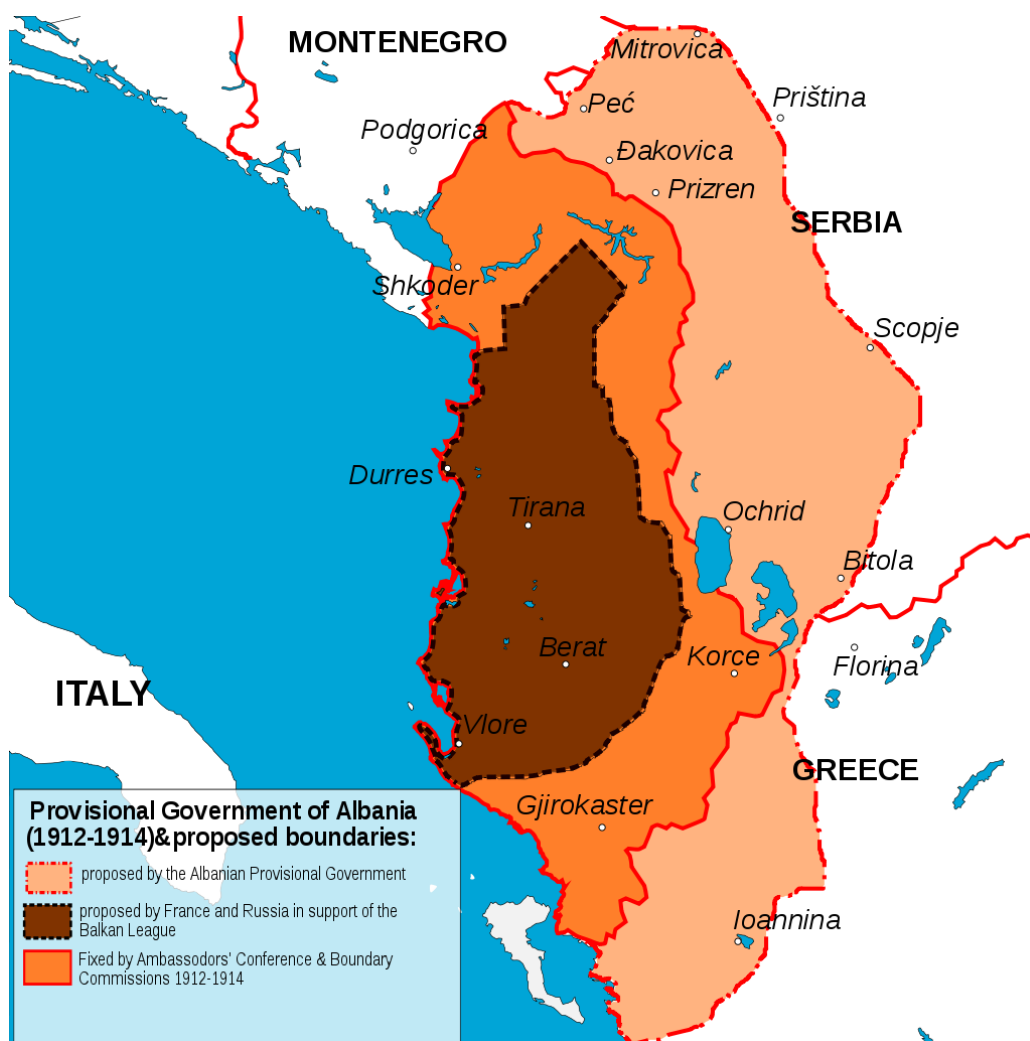 MONTENEGRO
Mitrovica
Peć
Priština
Podgorica
Đakovica
Prizren
SERBIA
Shkoder
Scopje
Durres
Tirana
Ochrid
Bitola
Berat
Korce
Florina
ITALY
Vlore
GREECE
Gjirokaster
Ioannina
Provisional Government of Albania
(1912-1914)&proposed boundaries:
proposed by the Albanian Provisional Government
proposed by France and Russia in support of the
Balkan League
Fixed by Ambassodors' Conference & Boundary
Commissions 1912-1914